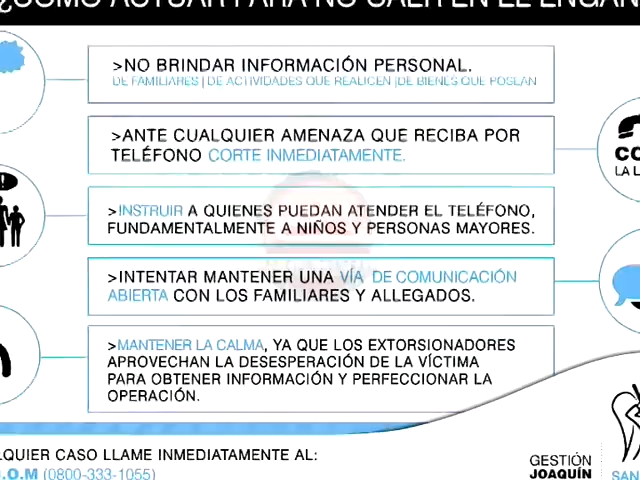 ¿CÓMO ACTUAR PARA NO CAER EN EL ENGAÑ
>NO BRINDAR INFORMACIÓN PERSONAL.
DE FAMILIARES | DE ACTIVIDADES QUE REALICEN | DE BIENES QUE POSEAN
>ANTE CUALQUIER AMENAZA QUE RECIBA POR
TELÉFONO CORTE INMEDIATAMENTE.
CO
LA L
>INSTRUIR A QUIENES PUEDAN ATENDER EL TELÉFONO,
FUNDAMENTALMENTE A NIÑOS Y PERSONAS MAYORES.
>INTENTAR MANTENER UNA VÍA DE COMUNICACIÓN
ABIERTA CON LOS FAMILIARES Y ALLEGADOS.
>MANTENER LA CALMA, YA QUE LOS EXTORSIONADORES
APROVECHAN LA DESESPERACIÓN DE LA VÍCTIMA
PARA OBTENER INFORMACIÓN Y PERFECCIONAR LA
OPERACIÓN.
LQUIER CASO LLAME INMEDIATAMENTE AL:
.O.M (0800-333-1055)
GESTIÓN
JOAQUÍN
SAN